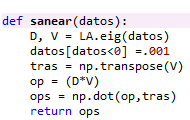 def sanear(datos):
    D, V = LA.eig(datos)
    datos[datos<0] =.001
    tras = np.transpose(V)
    op = (D*V)
    ops = np.dot(op,tras)
    return ops